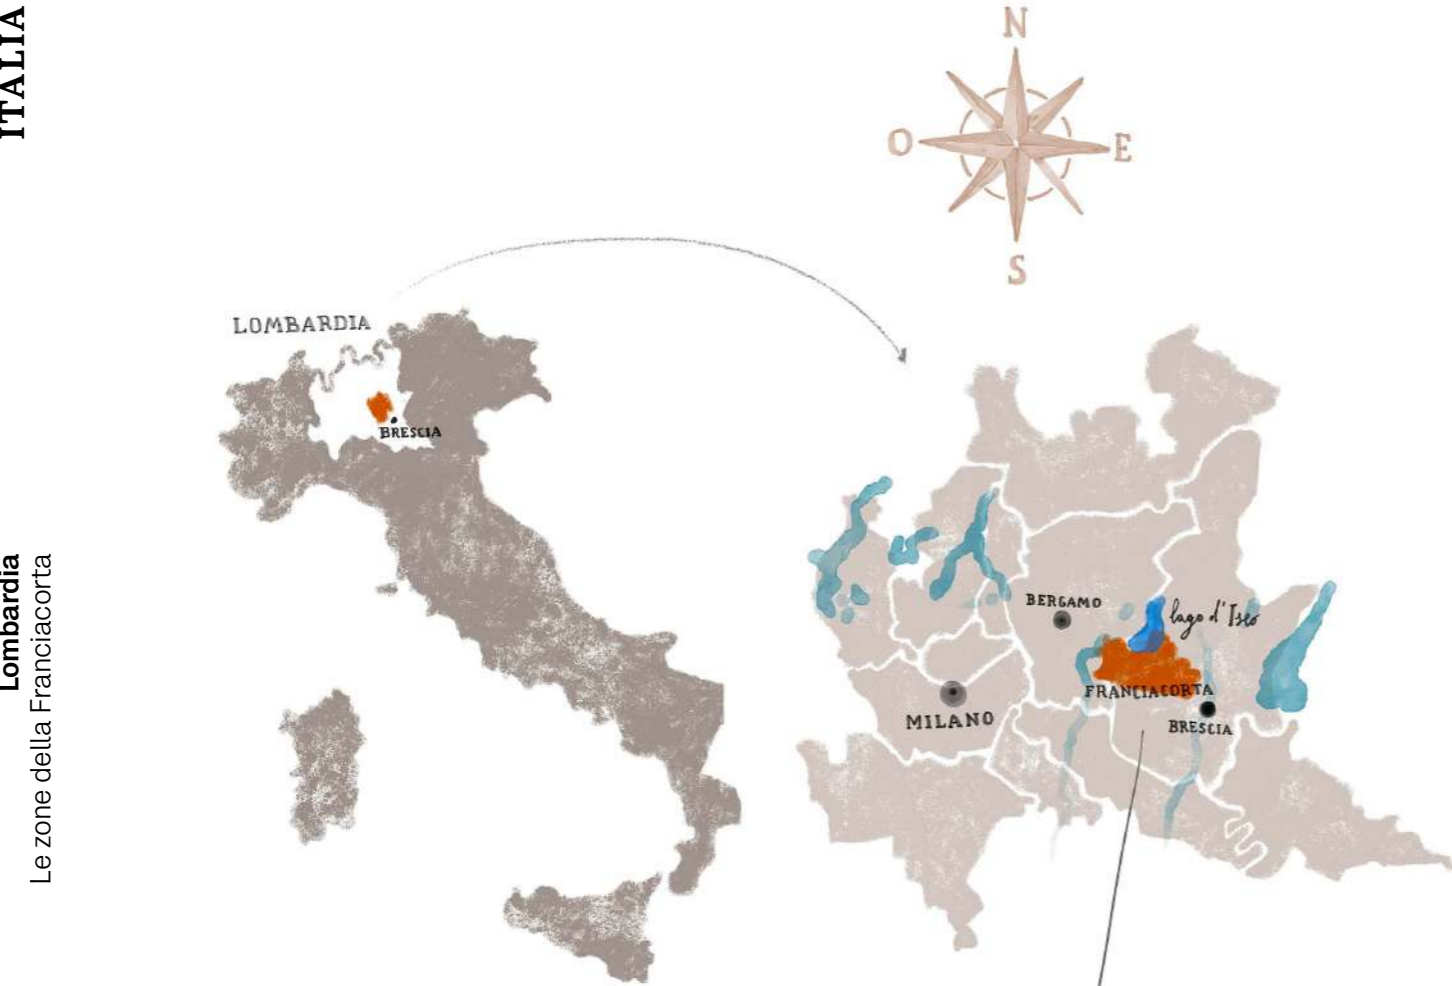 ITALIA
Lombardia
Le zone della Franciacorta
N
O
E
S
LOMBARDIA
BRESCIA
BERGAMO
lago d'Iseo
FRANCIACORTA
MILANO
BRESCIA